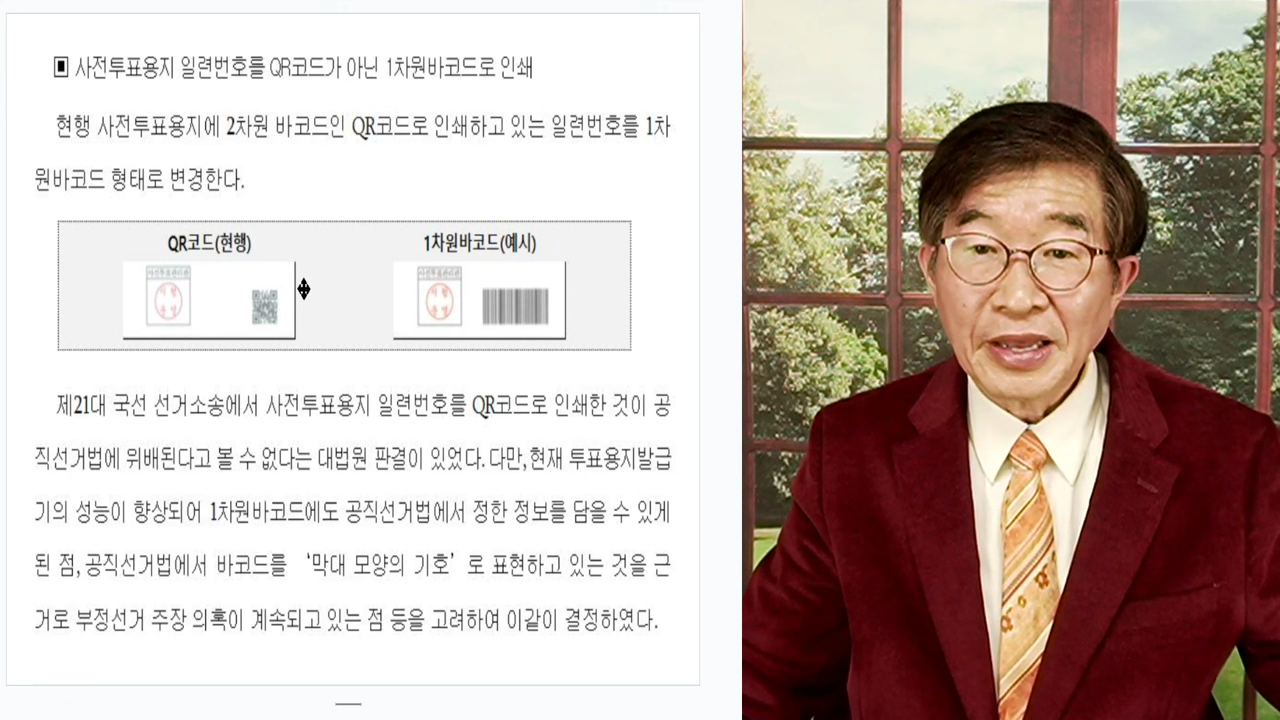 ▣ 사전투표용지 일련번호를 QR코드가 아닌 1차원바코드로 인쇄
현행 사전투표용지에 2차원 바코드인 QR코드로 인쇄하고 있는 일련번호를 1차
원바코드 형태로 변경한다.
QR코드(현행)
1차원바코드(예시)
제21대 국선 선거소송에서 사전투표용지 일련번호를 QR코드로 인쇄한 것이 공
직선거법에 위배된다고 볼 수 없다는 대법원 판결이 있었다. 다만, 현재 투표용지발급
기의 성능이 향상되어 1차원바코드에도 공직선거법에서 정한 정보를 담을 수 있게
된 점, 공직선거법에서 바코드를 ‘막대 모양의 기호’로 표현하고 있는 것을 근
거로 부정선거 주장 의혹이 계속되고 있는 점 등을 고려하여 이같이 결정하였다.